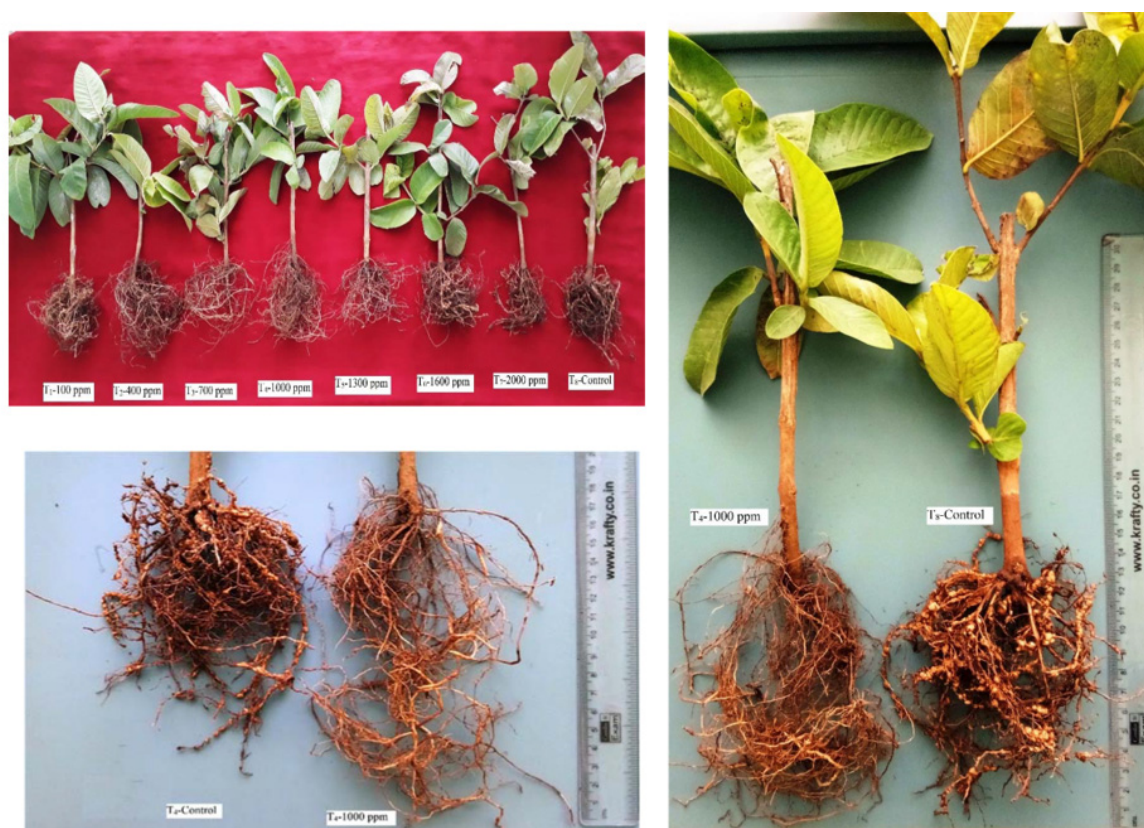 T₁-100 ppm
T₂-400 ppm
T₃-700 ppm
T₄-1000 ppm
T₅-1300 ppm
T₆-1600 ppm
T₇-2000 ppm
T₈-Control
www.krafty.co.in
T₄-Control
T₄-1000 ppm
T₄-1000 ppm
T₈-Control
www.krafty.co.in